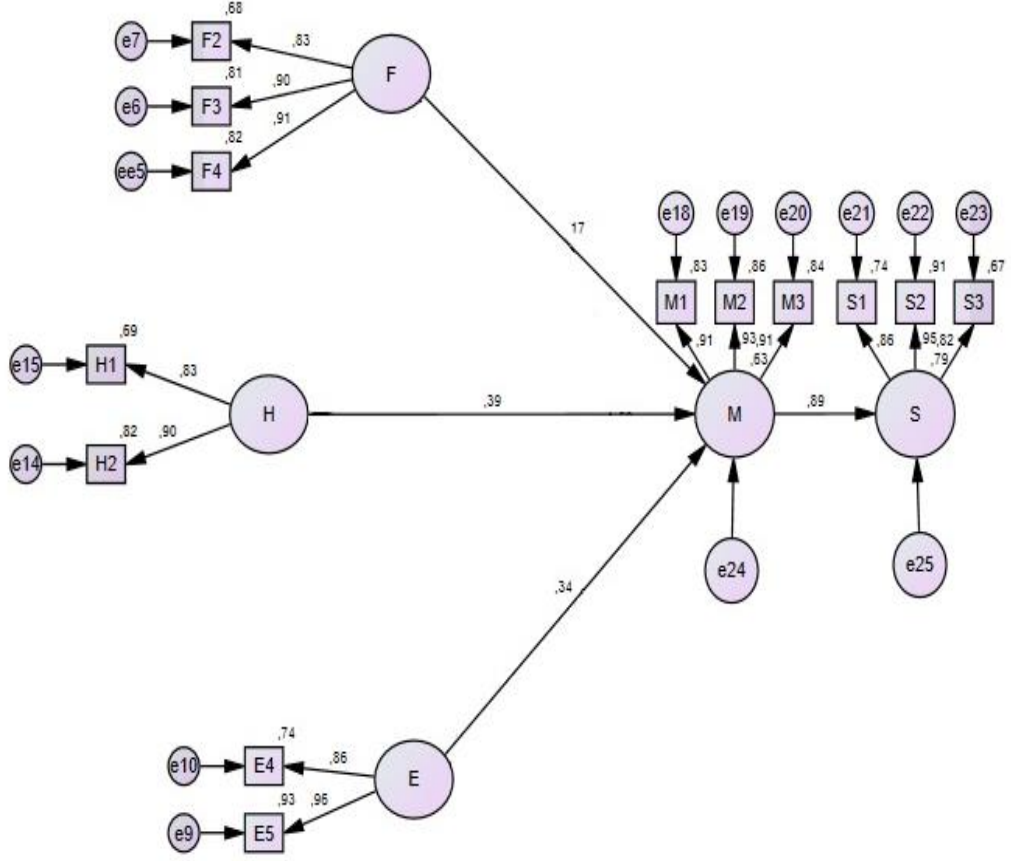 ,68
e7 F2 ,83
F
,81
e6 F3 ,90
,82 ,91
ee5 F4
17
e18 e19 e20 e21 e22 e23
,83 ,86 ,84 ,74 ,91 ,67
M1 M2 M3 S1 S2 S3
,91 93 ,91 ,86 95 ,82
,63 ,79
,69
e15 H1 ,83
H ,39 M ,89 S
,82 ,90
e14 H2
e24 e25
,34
,74
e10 E4 ,86
E
,93 ,96
e9 E5